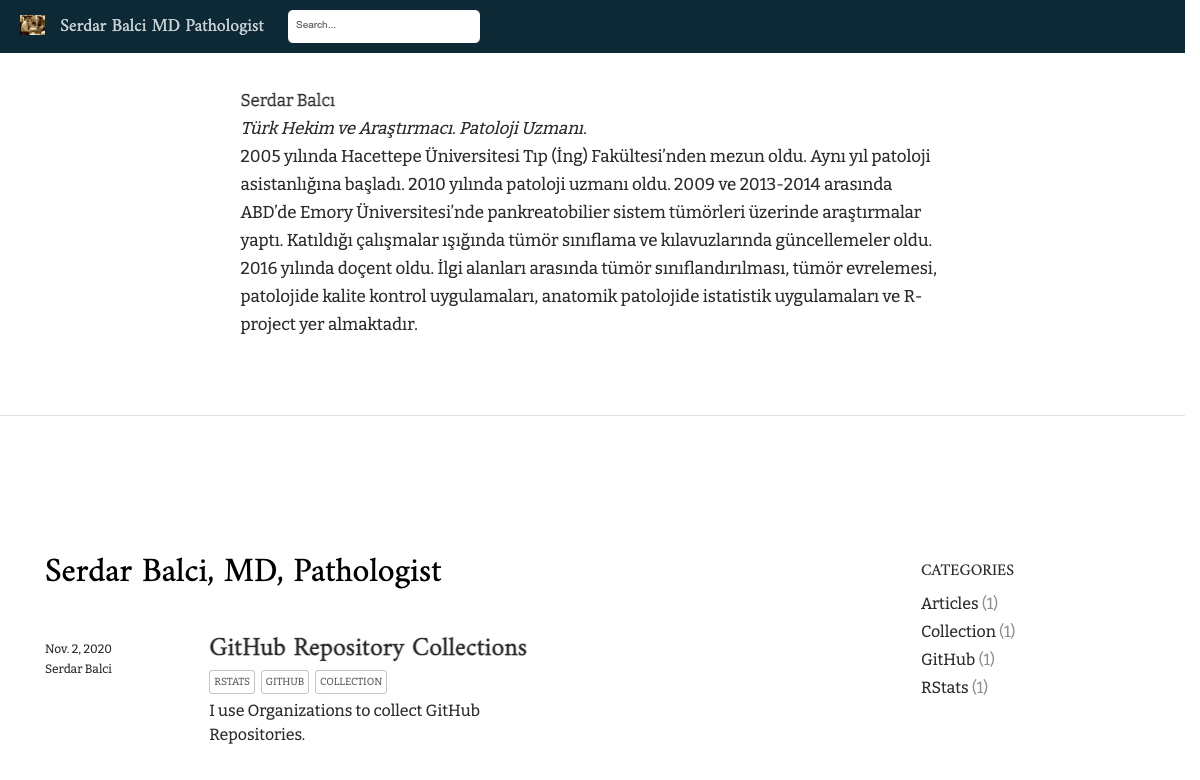 Serdar Balci MD Pathologist
Search...
Serdar Balcı
Türk Hekim ve Araştırmacı. Patoloji Uzmanı.
2005 yılında Hacettepe Üniversitesi Tıp (İng) Fakültesi’nden mezun oldu. Aynı yıl patoloji
asistanlığına başladı. 2010 yılında patoloji uzmanı oldu. 2009 ve 2013-2014 arasında
ABD’de Emory Üniversitesi’nde pankreatobilier sistem tümörleri üzerinde araştırmalar
yaptı. Katıldığı çalışmalar ışığında tümör sınıflama ve kılavuzlarında güncellemeler oldu.
2016 yılında doçent oldu. İlgi alanları arasında tümör sınıflandırılması, tümör evrelemesi,
patolojide kalite kontrol uygulamaları, anatomik patolojide istatistik uygulamaları ve R-
project yer almaktadır.
Serdar Balci, MD, Pathologist
Nov. 2, 2020
Serdar Balci
GitHub Repository Collections
RSTATS GITHUB COLLECTION
I use Organizations to collect GitHub
Repositories.
CATEGORIES
Articles (1)
Collection (1)
GitHub (1)
RStats (1)